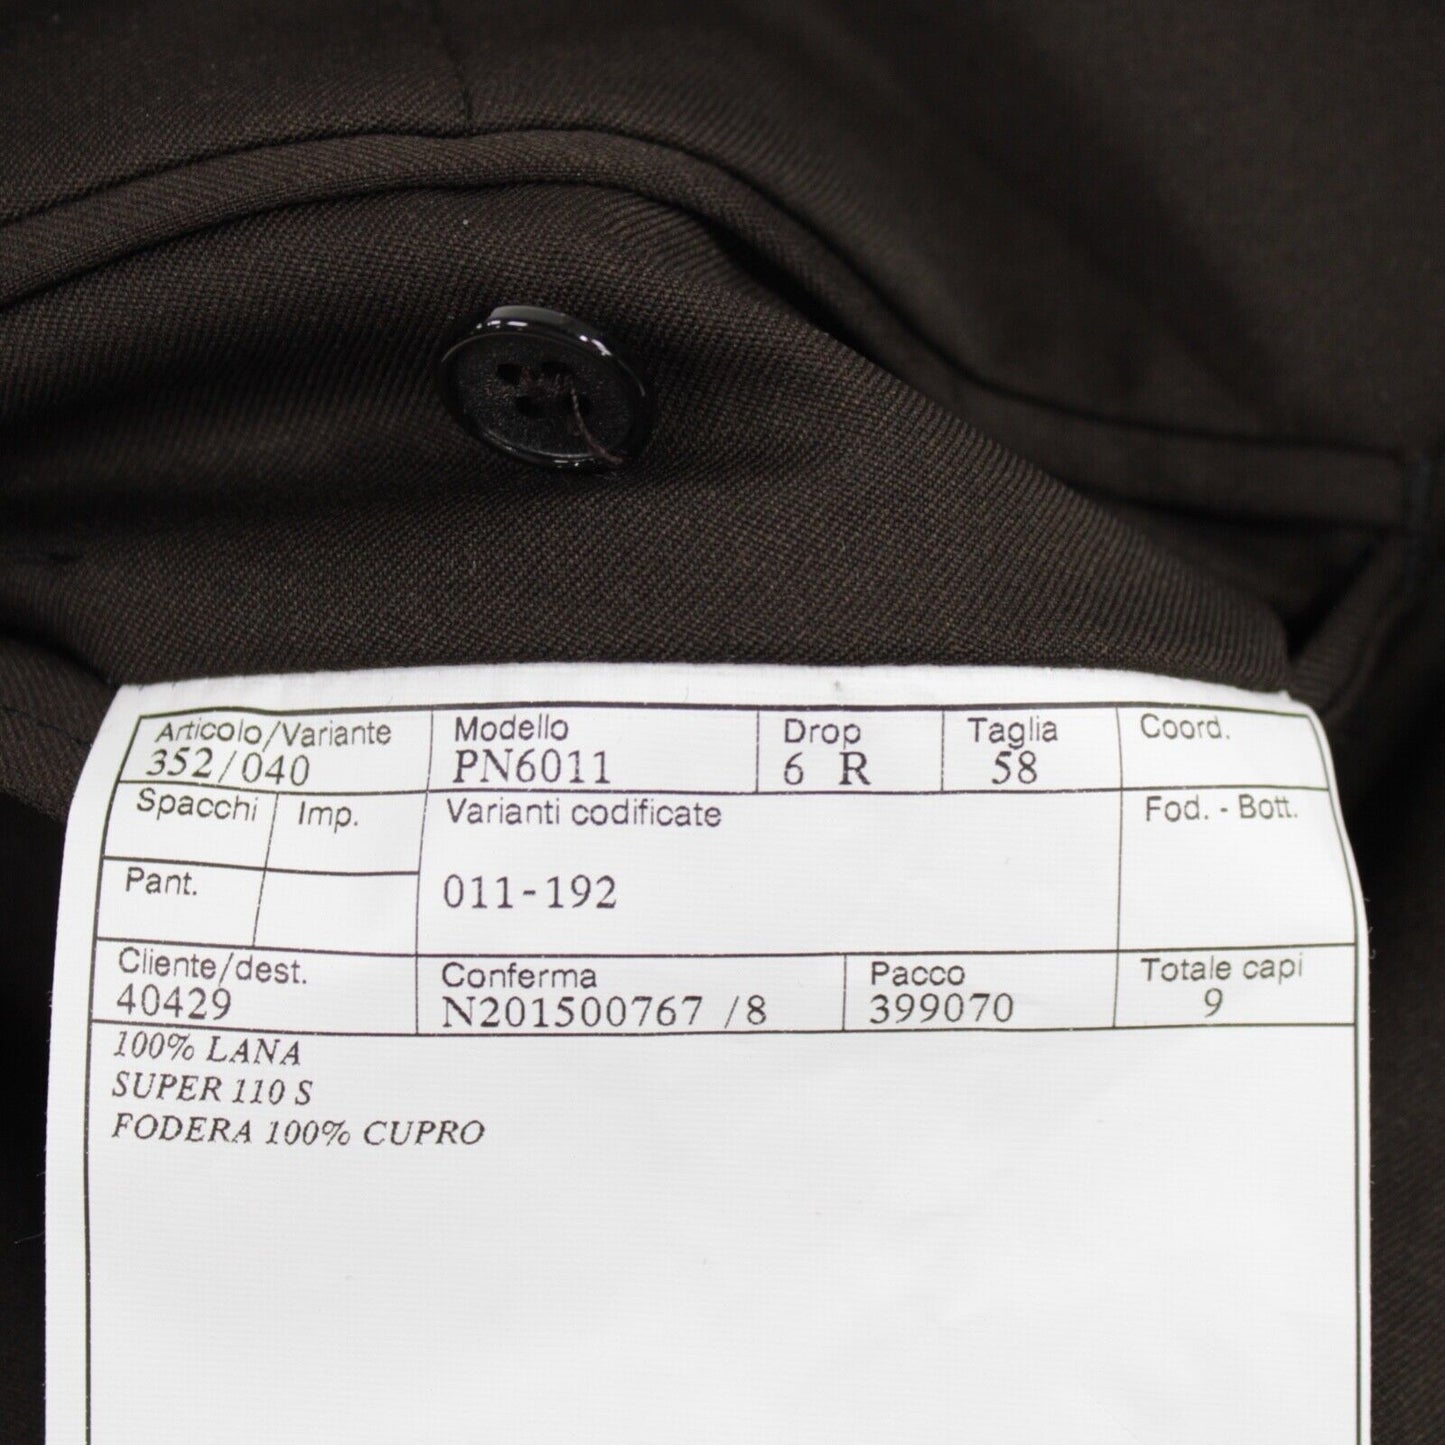 Articolo/Variante Modello Drop Taglia Coord.
352/040 PN6011 6 R 58
Spacchi Imp. Varianti codificate Fod. - Bott.
Pant. 011-192
Cliente/dest. Conferma Pacco Totale capi
40429 N201500767 /8 399070 9
100% LANA
SUPER 110 S
FODERA 100% CUPRO